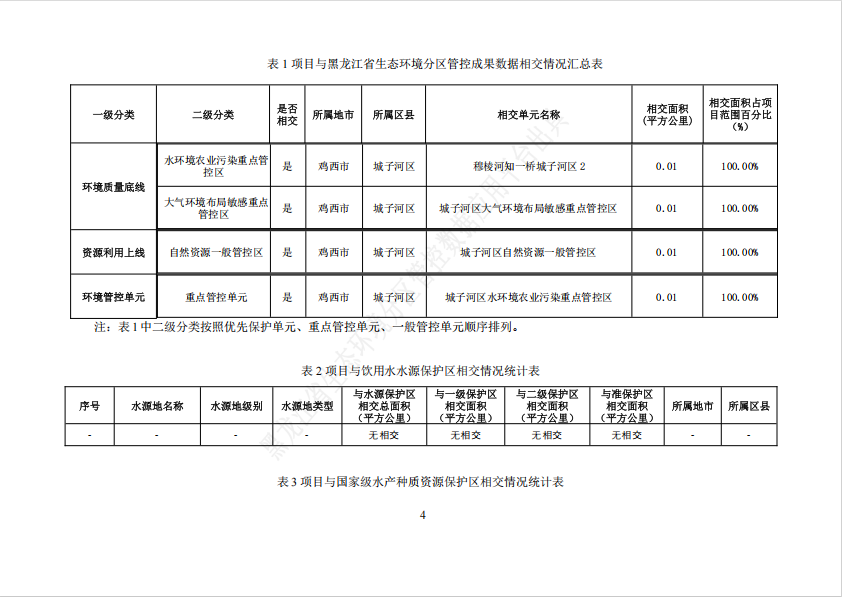 表 1 项目与黑龙江省生态环境分区管控成果数据相交情况汇总表
一级分类 二级分类 是否相交 所属地市 所属区县 相交单元名称 相交面积(平方公里) 相交面积占项目范围百分比(%)
环境质量底线 水环境农业污染重点管控区 是 鸡西市 城子河区 穆棱河知一桥城子河区 2 0.01 100.00%
大气环境布局敏感重点管控区 是 鸡西市 城子河区 城子河区大气环境布局敏感重点管控区 0.01 100.00%
资源利用上线 自然资源一般管控区 是 鸡西市 城子河区 城子河区自然资源一般管控区 0.01 100.00%
环境管控单元 重点管控单元 是 鸡西市 城子河区 城子河区水环境农业污染重点管控区 0.01 100.00%
注：表 1 中二级分类按照优先保护单元、重点管控单元、一般管控单元顺序排列。
表 2 项目与饮用水水源保护区相交情况统计表
序号 水源地名称 水源地级别 水源地类型 与水源保护区相交总面积（平方公里） 与一级保护区相交面积（平方公里） 与二级保护区相交面积（平方公里） 与准保护区相交面积（平方公里） 所属地市 所属区县
- - - - 无相交 无相交 无相交 无相交 - -
表 3 项目与国家级水产种质资源保护区相交情况统计表
4
黑龙江省生态环境分区管控数据应用平台出具